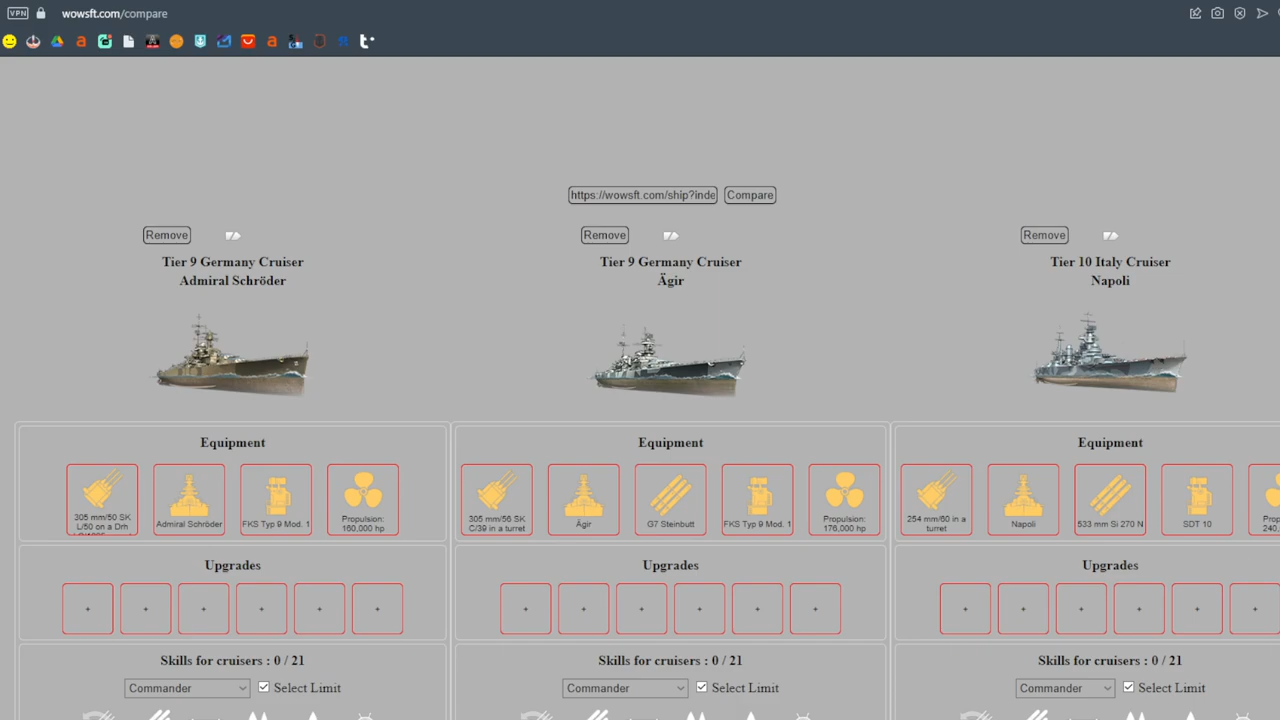 VPN
wowsft.com/compare
https://wowsft.com/ship?inde Compare
Remove
Tier 9 Germany Cruiser
Admiral Schröder
Remove
Tier 9 Germany Cruiser
Ägir
Remove
Tier 10 Italy Cruiser
Napoli
Equipment
305 mm/50 SK
L/50 on a Dm
Admiral Schröder
FKS Typ 9 Mod. 1
Propulsion:
160,000 hp
Equipment
305 mm/56 SK
C/39 in a turret
Ägir
G7 Steinbutt
FKS Typ 9 Mod. 1
Propulsion:
176,000 hp
Equipment
254 mm/60 in a
turret
Napoli
533 mm Si 270 N
SDT 10
Prop
240,
Upgrades
+ + + + + +
Upgrades
+ + + + + +
Upgrades
+ + + + + +
Skills for cruisers : 0 / 21
Commander Select Limit
Skills for cruisers : 0 / 21
Commander Select Limit
Skills for cruisers : 0 / 21
Commander Select Limit